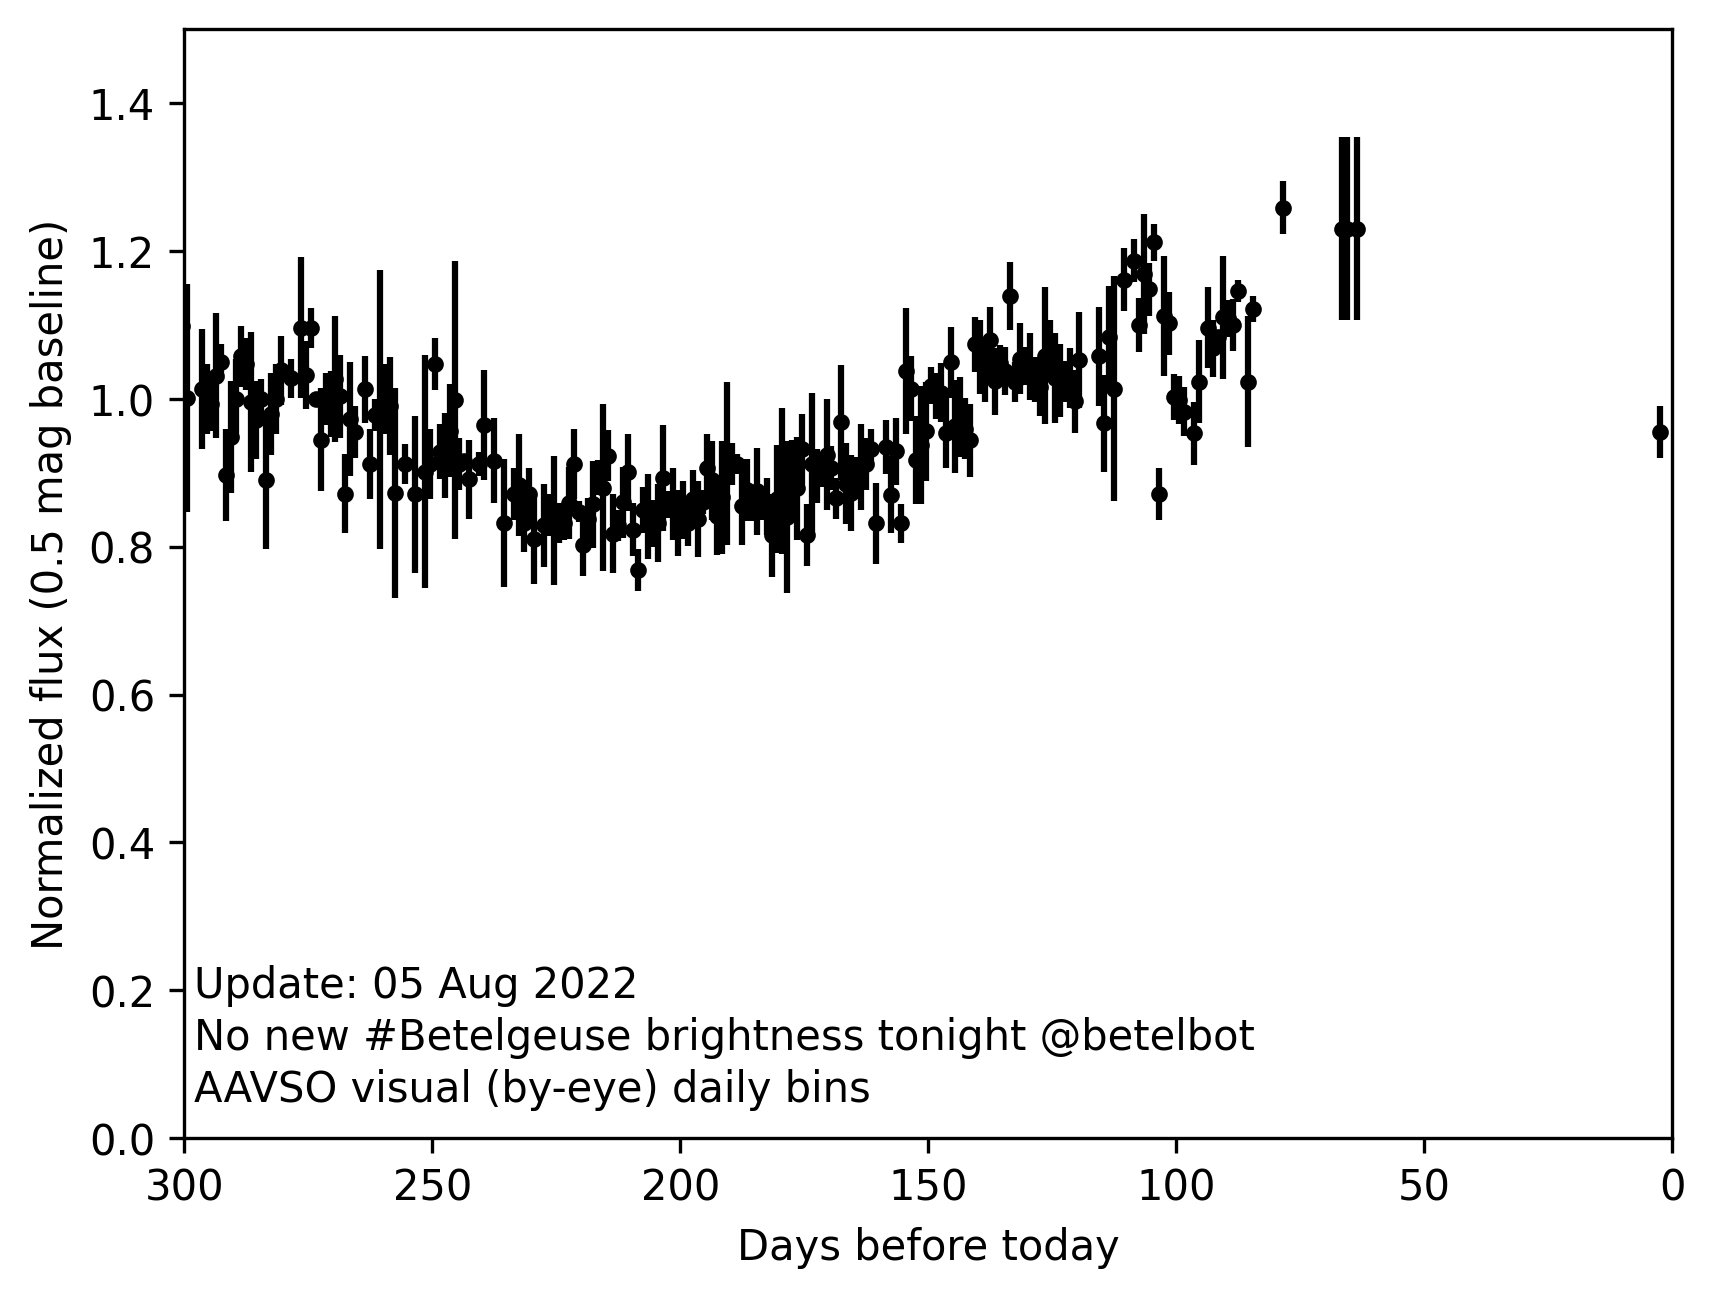 1.4
1.2
1.0
0.8
0.6
0.4
0.2
0.0
Normalized flux (0.5 mag baseline)
Update: 05 Aug 2022
No new #Betelgeuse brightness tonight @betelbot
AAVSO visual (by-eye) daily bins
300 250 200 150 100 50 0
Days before today